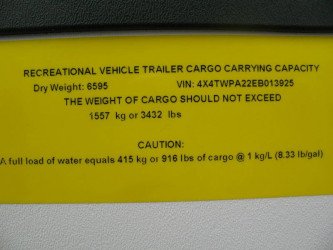 RECREATIONAL VEHICLE TRAILER CARGO CARRYING CAPACITY
Dry Weight: 6595 VIN: 4X4TWPA22EB013925
THE WEIGHT OF CARGO SHOULD NOT EXCEED
1557 kg or 3432 lbs
CAUTION:
A full load of water equals 415 kg or 916 lbs of cargo @ 1 kg/L (8.33 lb/gal)